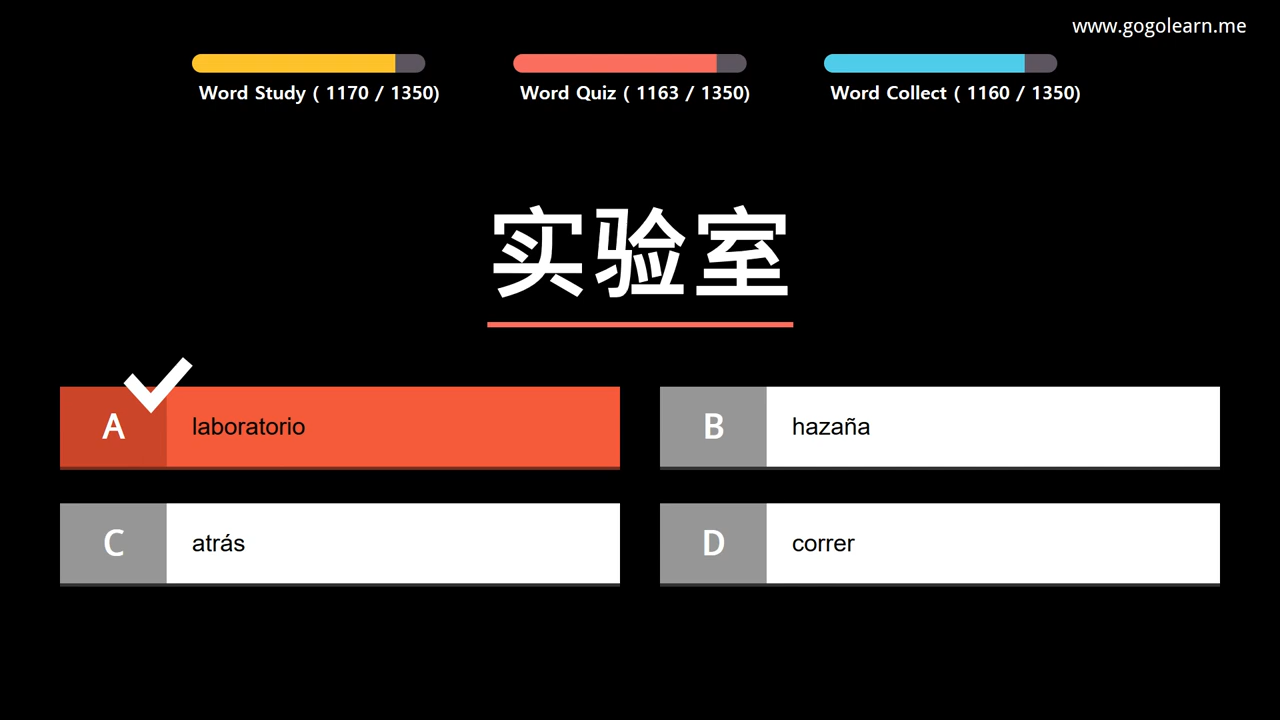 www.gogolearn.me
Word Study ( 1170 / 1350)
Word Quiz ( 1163 / 1350)
Word Collect ( 1160 / 1350)
实验室
A laboratorio
B hazaña
C atrás
D correr